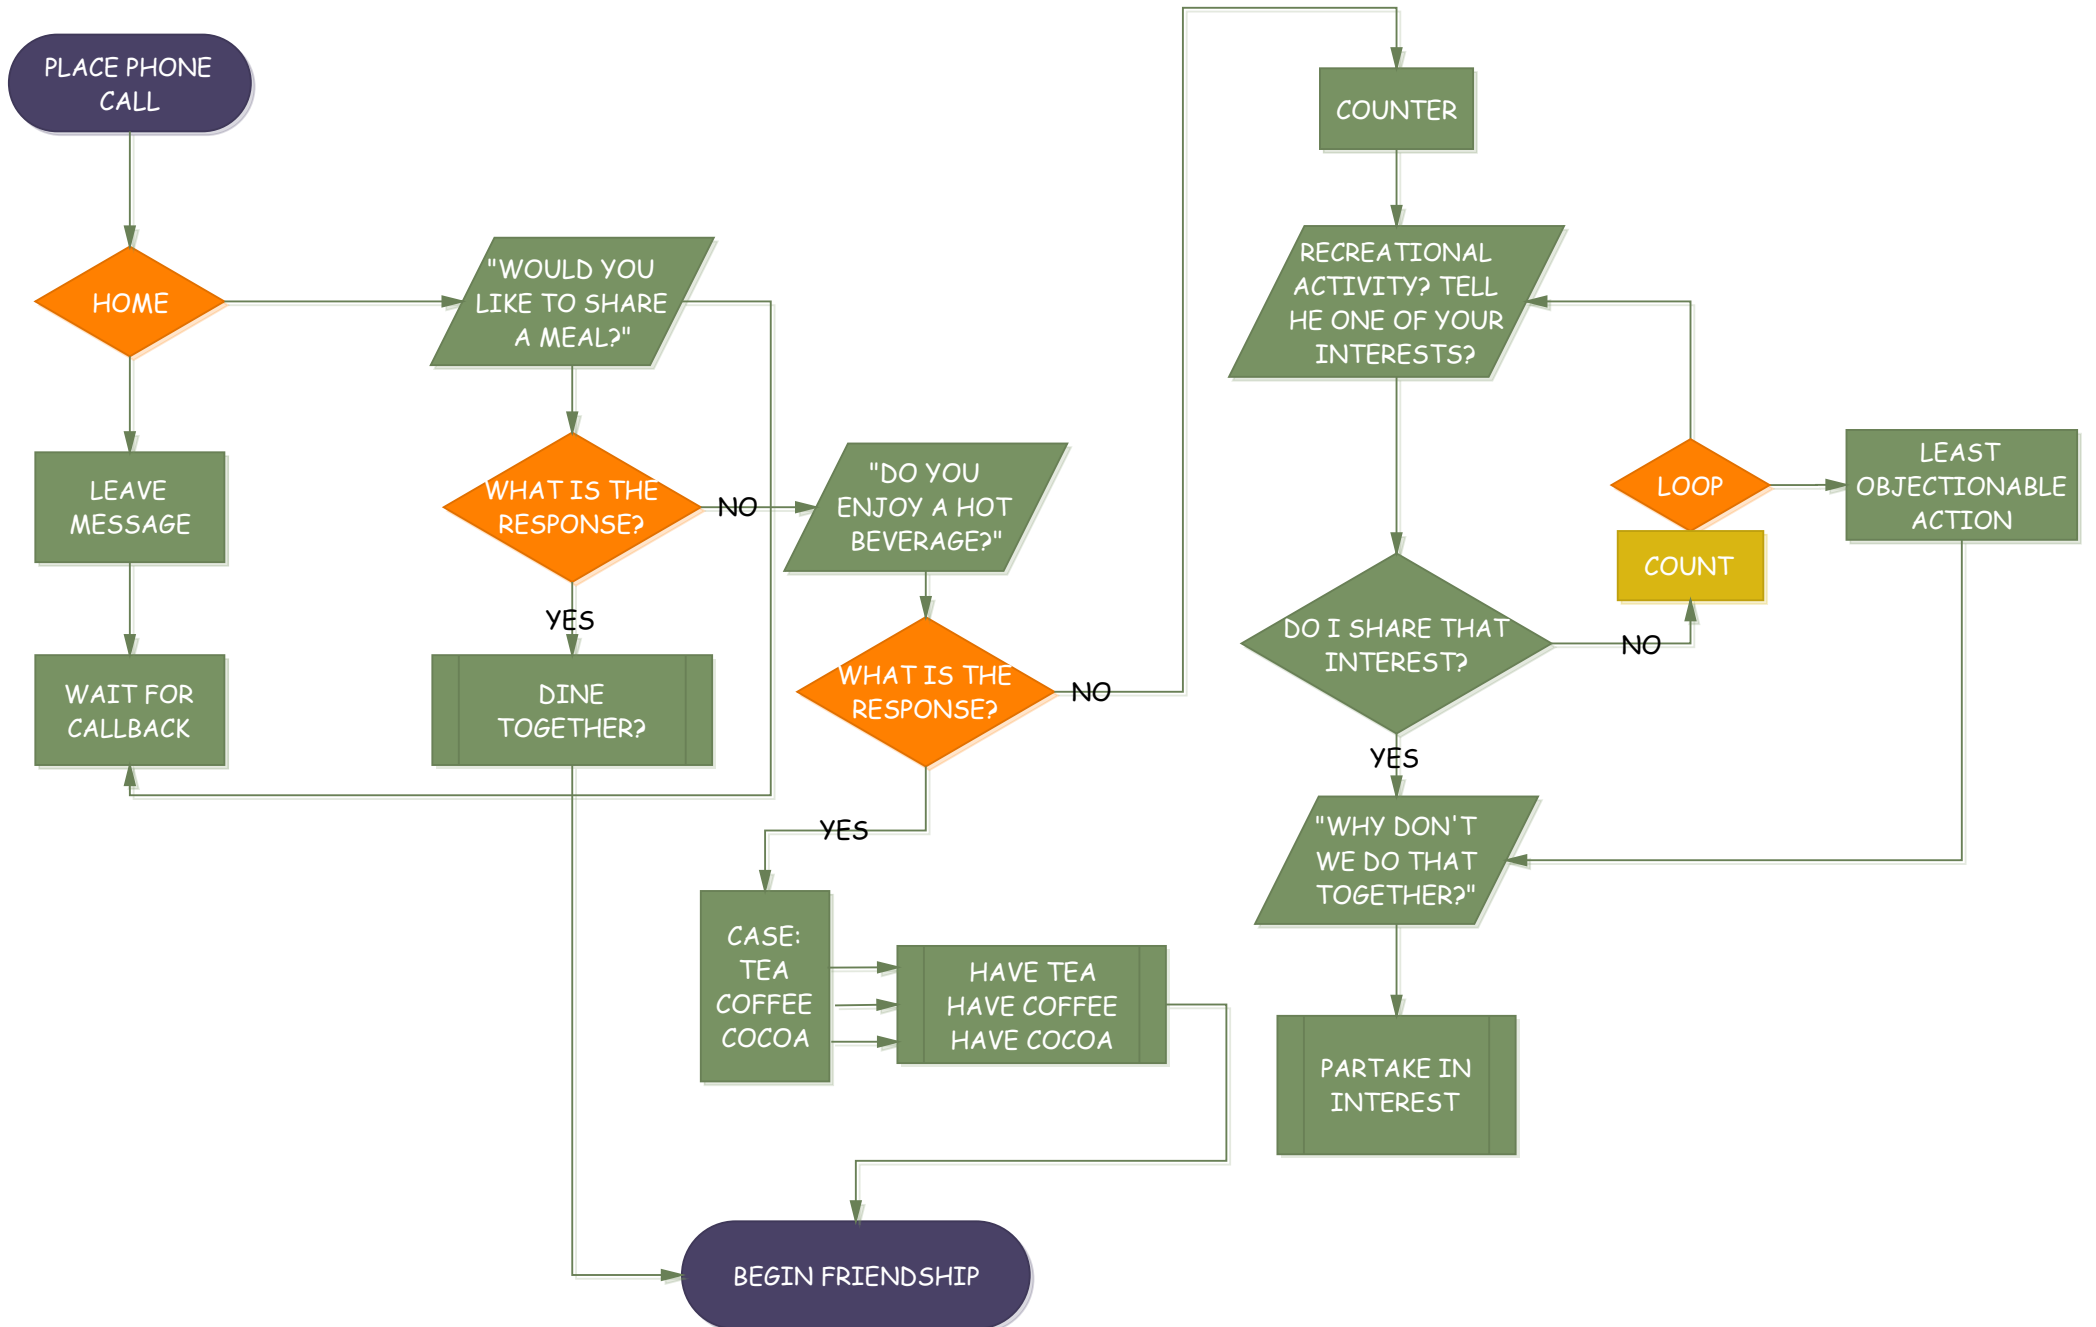 PLACE PHONE
CALL
HOME
LEAVE
MESSAGE
WAIT FOR
CALLBACK
"WOULD YOU
LIKE TO SHARE
A MEAL?"
WHAT IS THE
RESPONSE?
NO
YES
DINE
TOGETHER?
"DO YOU
ENJOY A HOT
BEVERAGE?"
WHAT IS THE
RESPONSE?
NO
YES
CASE:
TEA
COFFEE
COCOA
HAVE TEA
HAVE COFFEE
HAVE COCOA
BEGIN FRIENDSHIP
COUNTER
RECREATIONAL
ACTIVITY? TELL
HE ONE OF YOUR
INTERESTS?
DO I SHARE THAT
INTEREST?
NO
YES
COUNT
LOOP
LEAST
OBJECTIONABLE
ACTION
"WHY DON'T
WE DO THAT
TOGETHER?"
PARTAKE IN
INTEREST